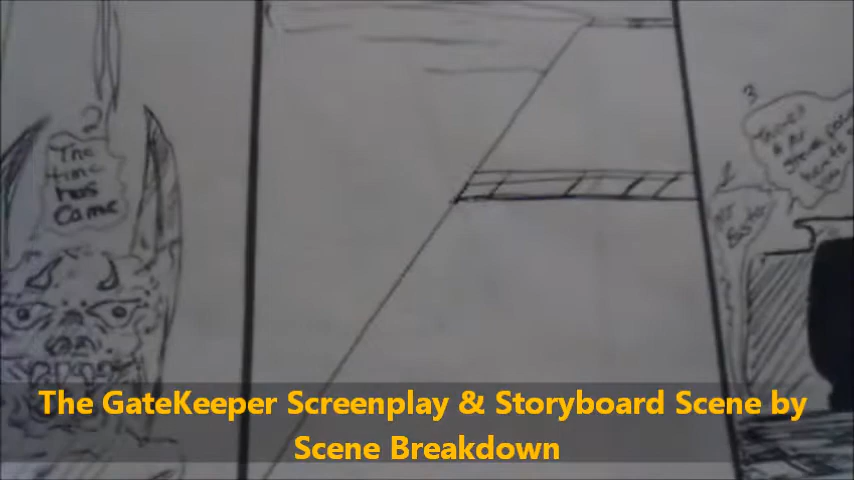 2
The
time
has
Came
3
The GateKeeper Screenplay & Storyboard Scene by
Scene Breakdown